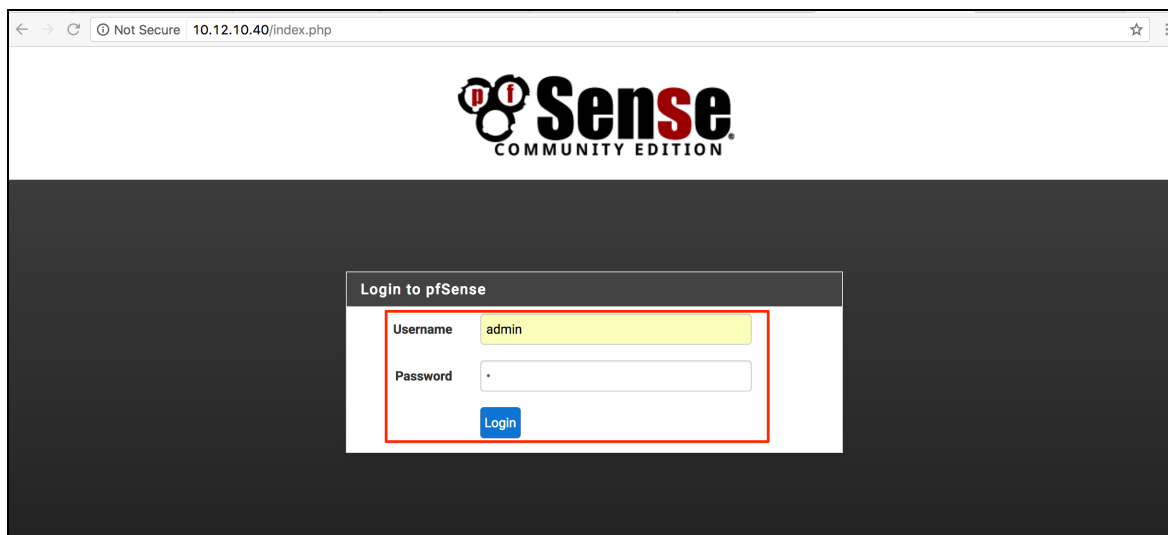 Not Secure 10.12.10.40/index.php
pf Sense®
COMMUNITY EDITION
Login to pfSense
Username admin
Password •
Login